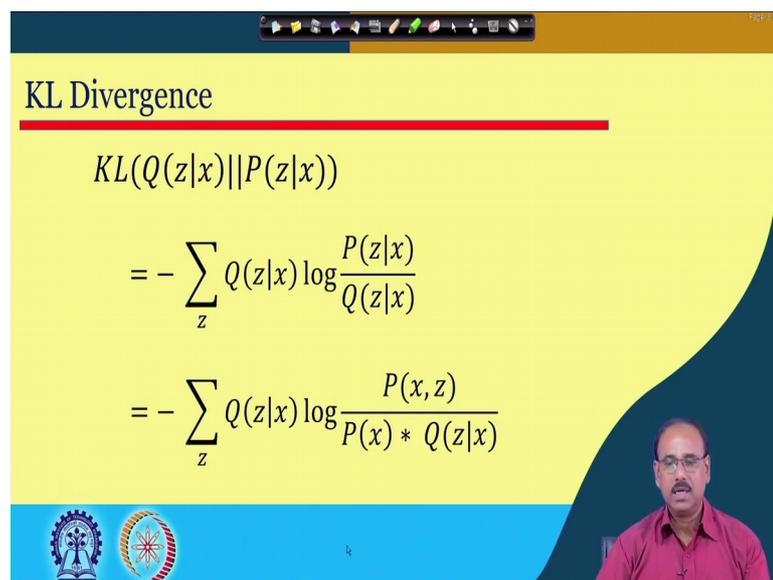 KL Divergence
KL(Q(z|x)||P(z|x))
= − ∑_z Q(z|x) log P(z|x) / Q(z|x)
= − ∑_z Q(z|x) log P(x, z) / P(x) * Q(z|x)